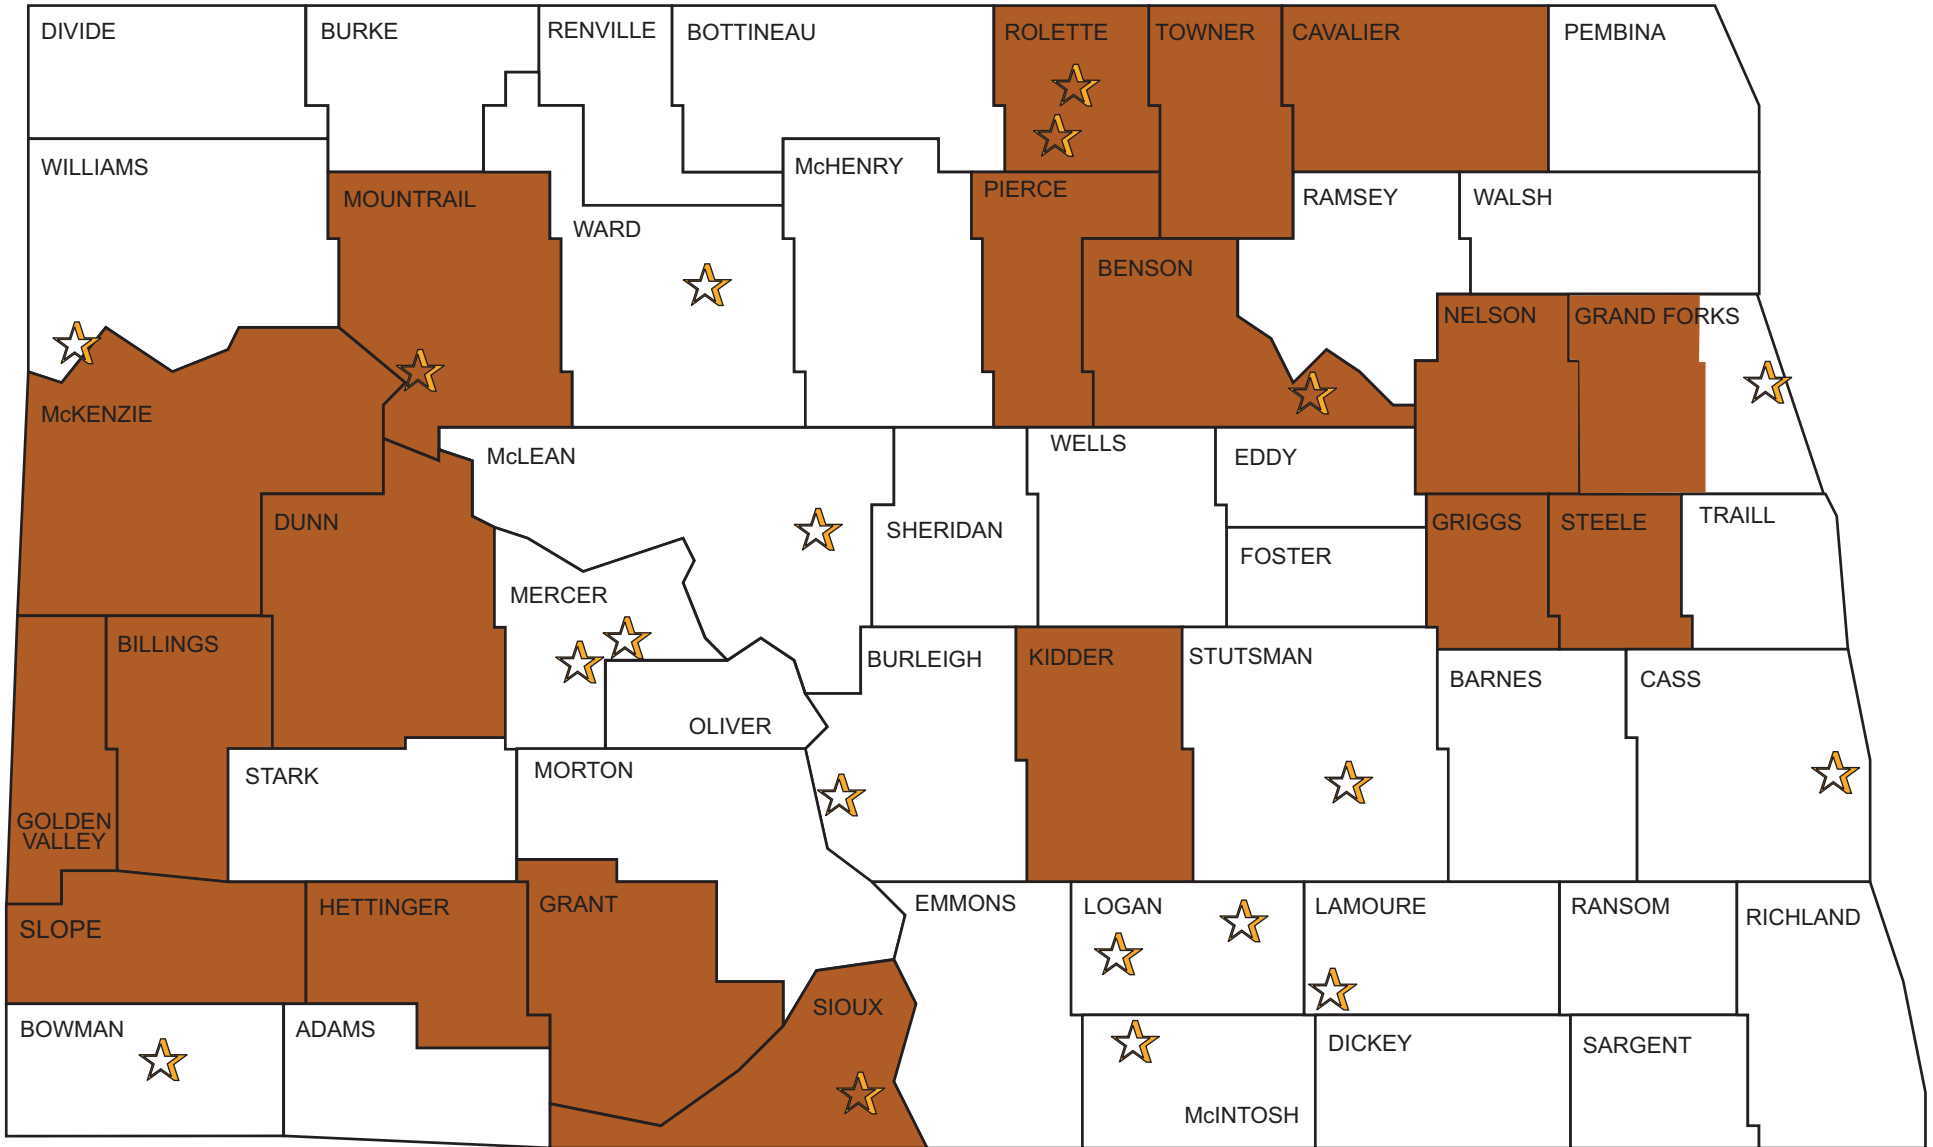 DIVIDE
BURKE
RENVILLE
BOTTINEAU
ROLETTE
TOWNER
CAVALIER
PEMBINA
WILLIAMS
McHENRY
MOUNTRAIL
PIERCE
RAMSEY
WALSH
WARD
BENSON
NELSON
GRAND FORKS
McKENZIE
McLEAN
WELLS
EDDY
DUNN
SHERIDAN
GRIGGS
STEELE
TRAILL
FOSTER
MERCER
BILLINGS
BURLEIGH
KIDDER
STUTSMAN
BARNES
CASS
OLIVER
STARK
MORTON
GOLDEN
VALLEY
SLOPE
HETTINGER
GRANT
EMMONS
LOGAN
LAMOURE
RANSOM
RICHLAND
SIOUX
BOWMAN
ADAMS
DICKEY
SARGENT
McINTOSH